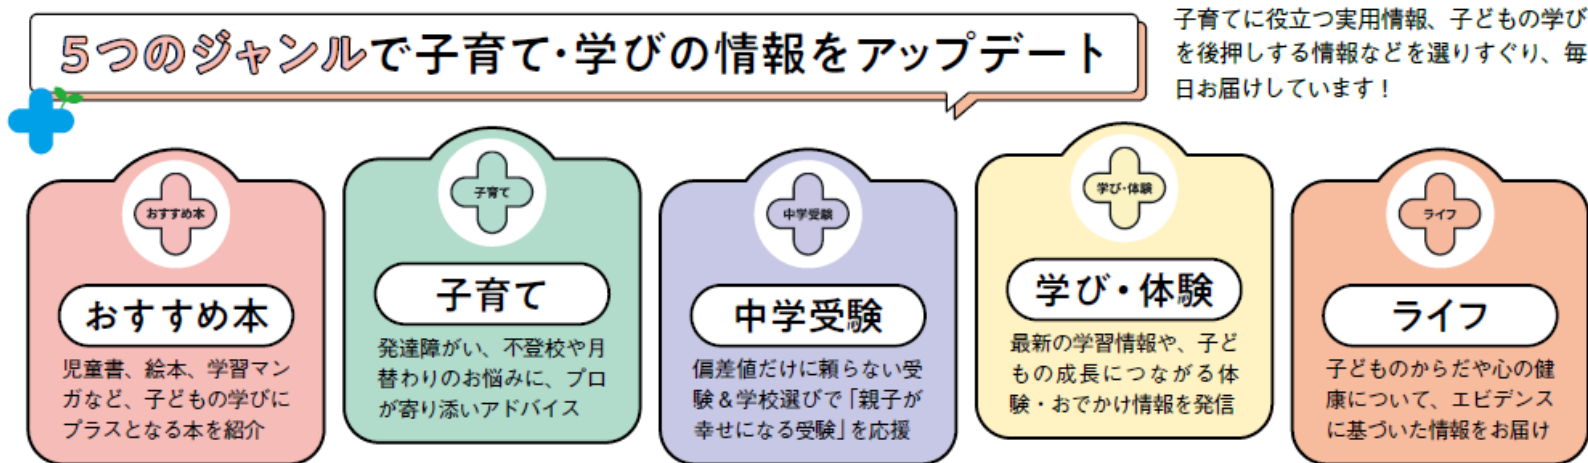 5つのジャンルで子育て・学びの情報をアップデート
子育てに役立つ実用情報、子どもの学び
を後押しする情報などを選りすぐり、毎
日お届けしています！
おすすめ本
おすすめ本
児童書、絵本、学習マン
ガなど、子どもの学びに
プラスとなる本を紹介
子育て
子育て
発達障がい、不登校や月
替わりのお悩みに、プロ
が寄り添いアドバイス
中学受験
中学受験
偏差値だけに頼らない受
験＆学校選びで「親子が
幸せになる受験」を応援
学び・体験
学び・体験
最新の学習情報や、子ど
もの成長につながる体
験・おでかけ情報を発信
ライフ
ライフ
子どものからだや心の健
康について、エビデンス
に基づいた情報をお届け